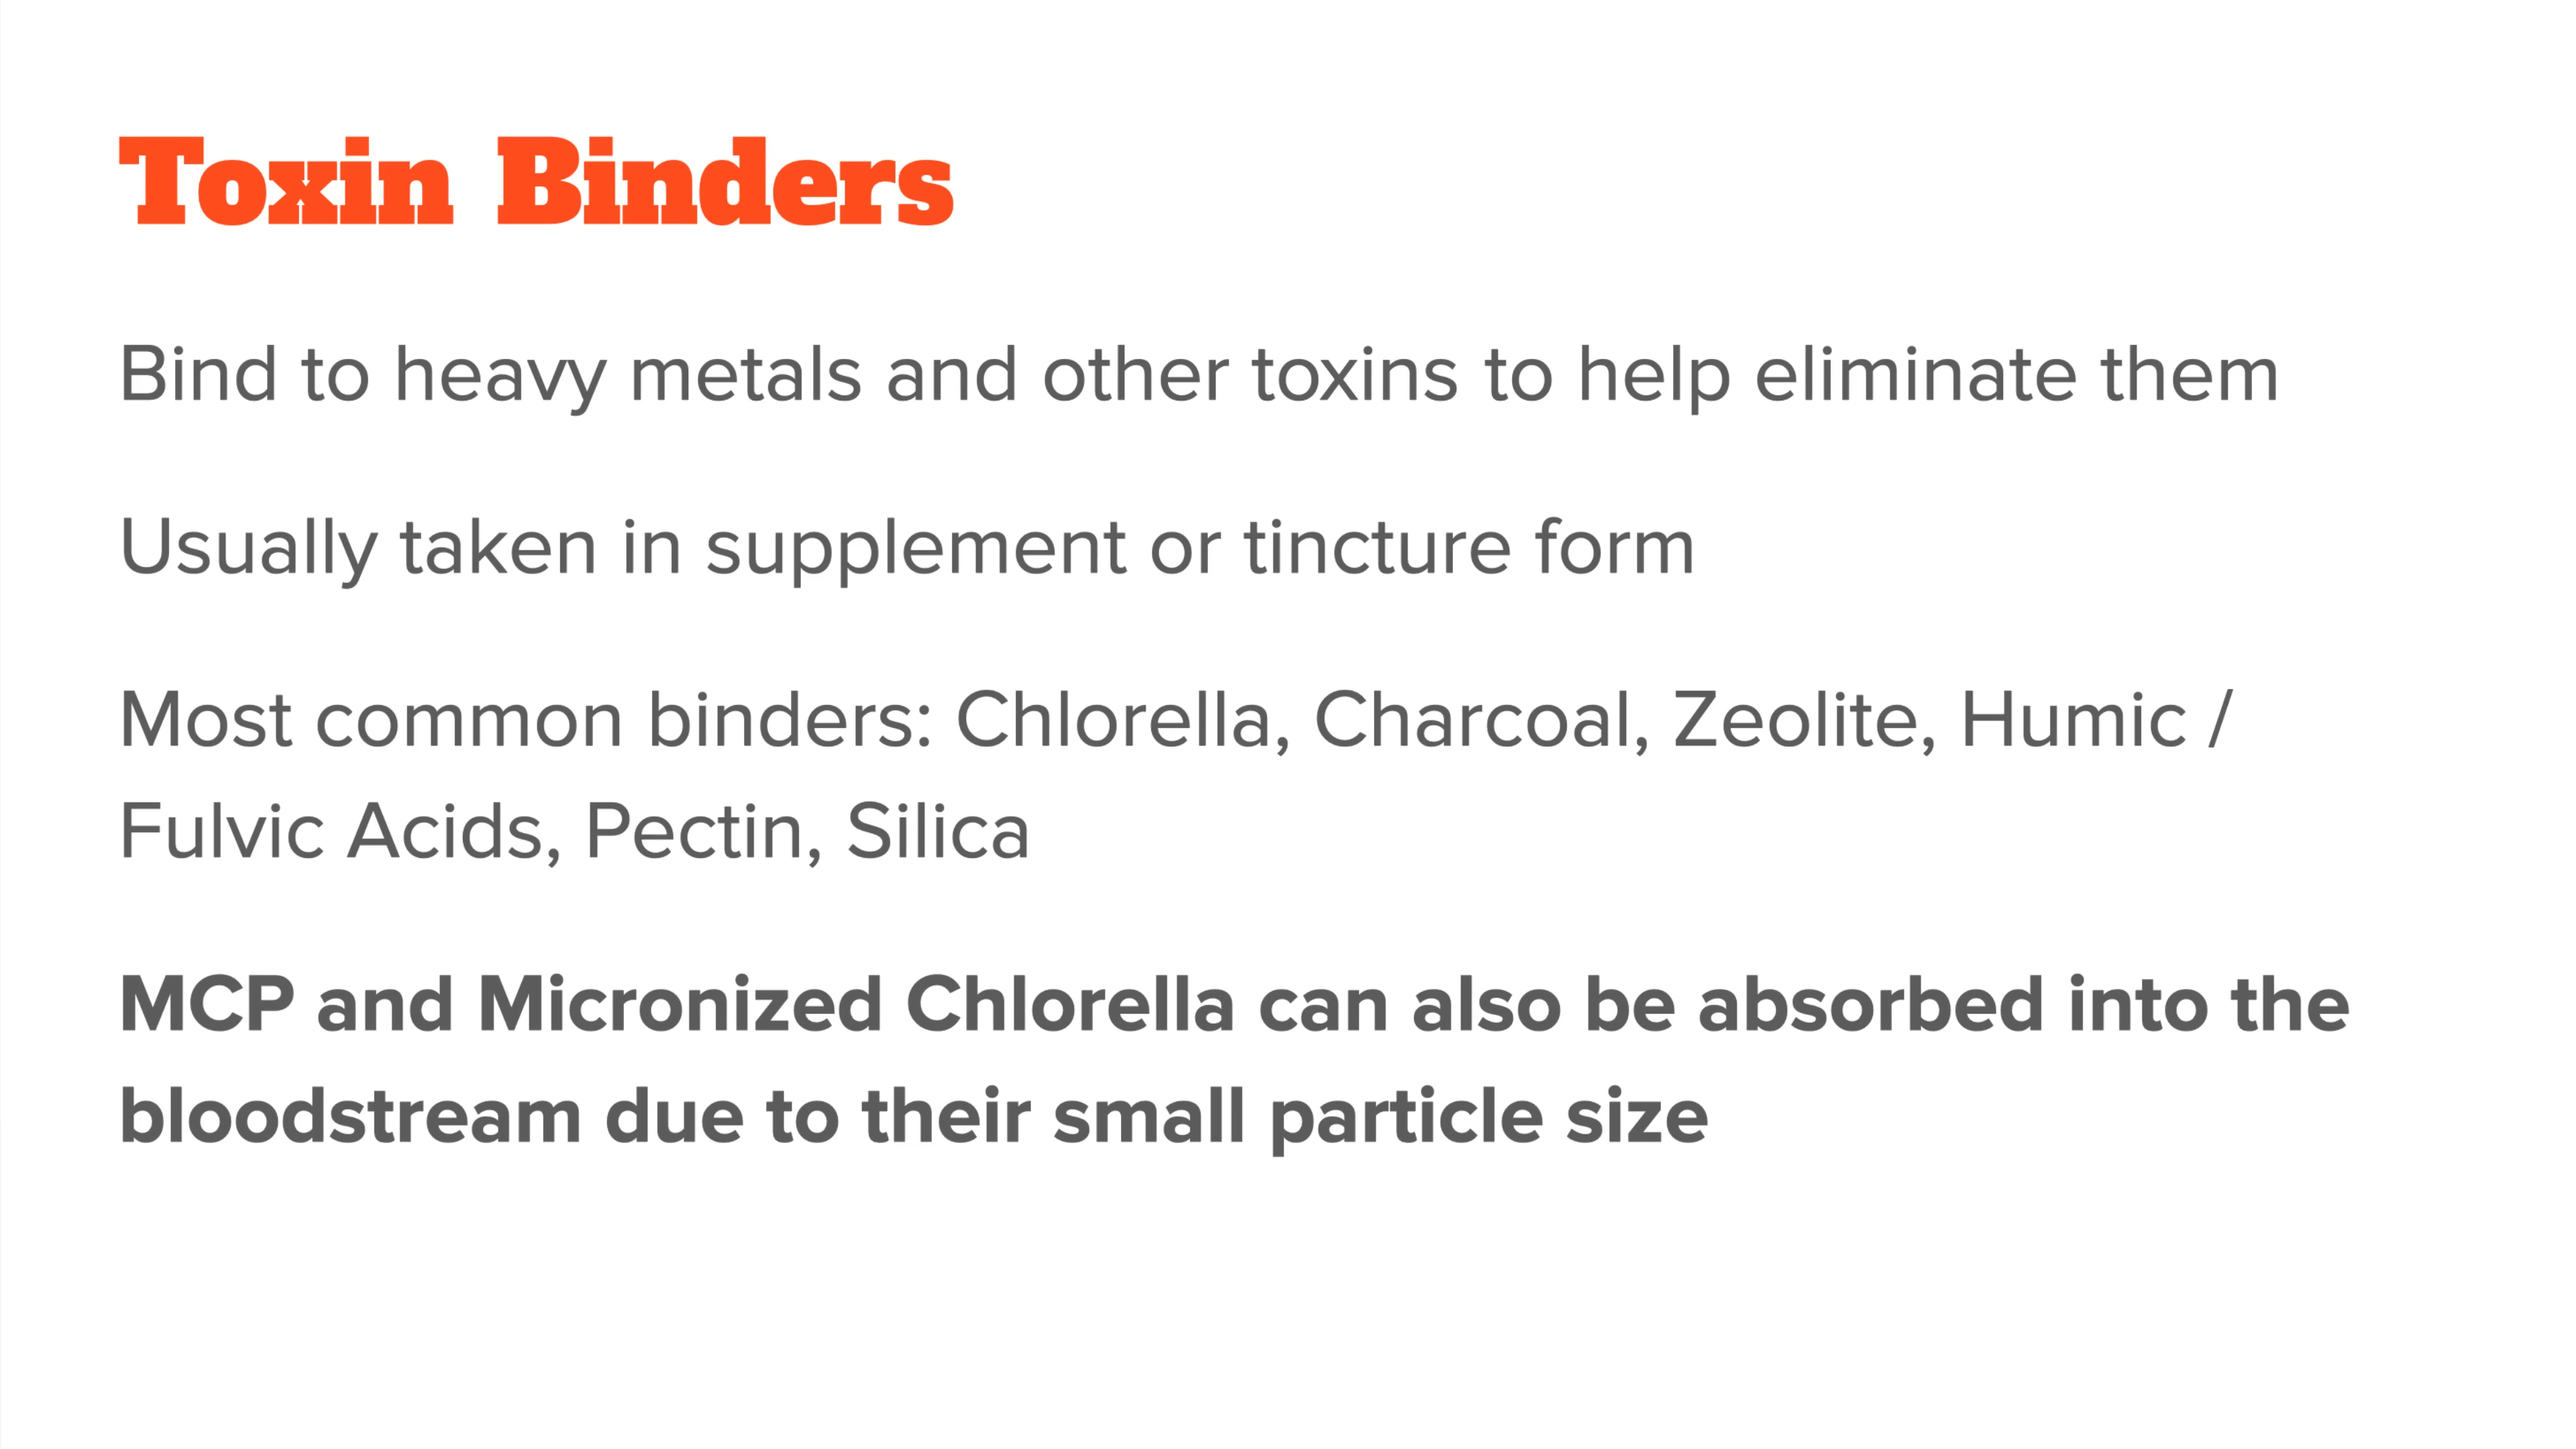 Toxin Binders
Bind to heavy metals and other toxins to help eliminate them
Usually taken in supplement or tincture form
Most common binders: Chlorella, Charcoal, Zeolite, Humic /
Fulvic Acids, Pectin, Silica
MCP and Micronized Chlorella can also be absorbed into the
bloodstream due to their small particle size